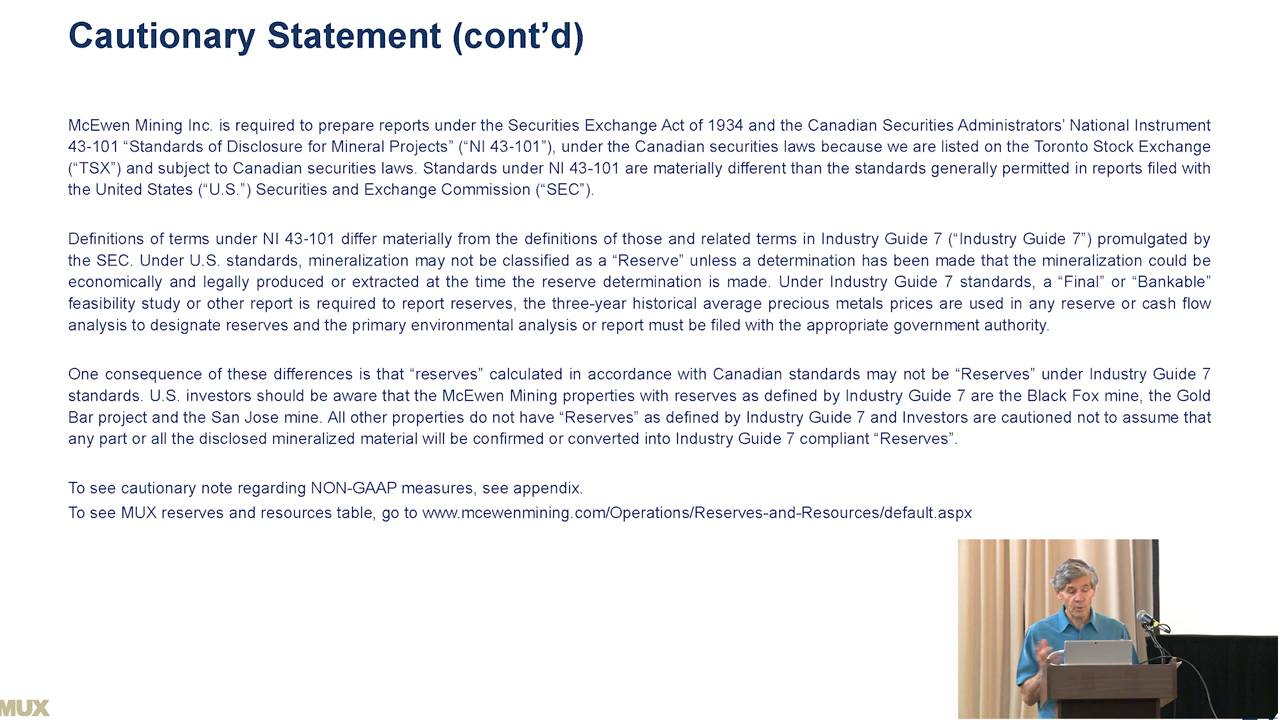 Cautionary Statement (cont’d)
McEwen Mining Inc. is required to prepare reports under the Securities Exchange Act of 1934 and the Canadian Securities Administrators’ National Instrument
43-101 “Standards of Disclosure for Mineral Projects” (“NI 43-101”), under the Canadian securities laws because we are listed on the Toronto Stock Exchange
(“TSX”) and subject to Canadian securities laws. Standards under NI 43-101 are materially different than the standards generally permitted in reports filed with
the United States (“U.S.”) Securities and Exchange Commission (“SEC”).
Definitions of terms under NI 43-101 differ materially from the definitions of those and related terms in Industry Guide 7 (“Industry Guide 7”) promulgated by
the SEC. Under U.S. standards, mineralization may not be classified as a “Reserve” unless a determination has been made that the mineralization could be
economically and legally produced or extracted at the time the reserve determination is made. Under Industry Guide 7 standards, a “Final” or “Bankable”
feasibility study or other report is required to report reserves, the three-year historical average precious metals prices are used in any reserve or cash flow
analysis to designate reserves and the primary environmental analysis or report must be filed with the appropriate government authority.
One consequence of these differences is that “reserves” calculated in accordance with Canadian standards may not be “Reserves” under Industry Guide 7
standards. U.S. investors should be aware that the McEwen Mining properties with reserves as defined by Industry Guide 7 are the Black Fox mine, the Gold
Bar project and the San Jose mine. All other properties do not have “Reserves” as defined by Industry Guide 7 and Investors are cautioned not to assume that
any part or all the disclosed mineralized material will be confirmed or converted into Industry Guide 7 compliant “Reserves”.
To see cautionary note regarding NON-GAAP measures, see appendix.
To see MUX reserves and resources table, go to www.mcewenmining.com/Operations/Reserves-and-Resources/default.aspx
MUX